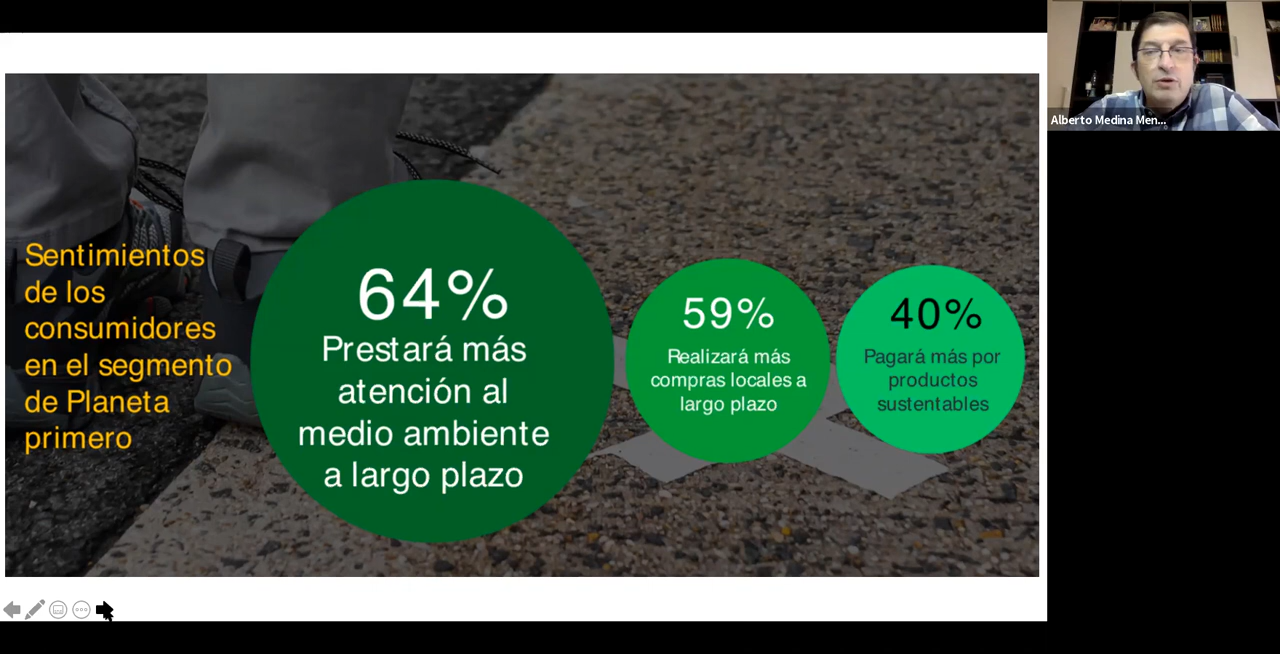 Sentimientos
de los
consumidores
en el segmento
de Planeta
primero
64%
Prestará más
atención al
medio ambiente
a largo plazo
59%
Realizará más
compras locales a
largo plazo
40%
Pagará más por
productos
sustentables
Alberto Medina Men...